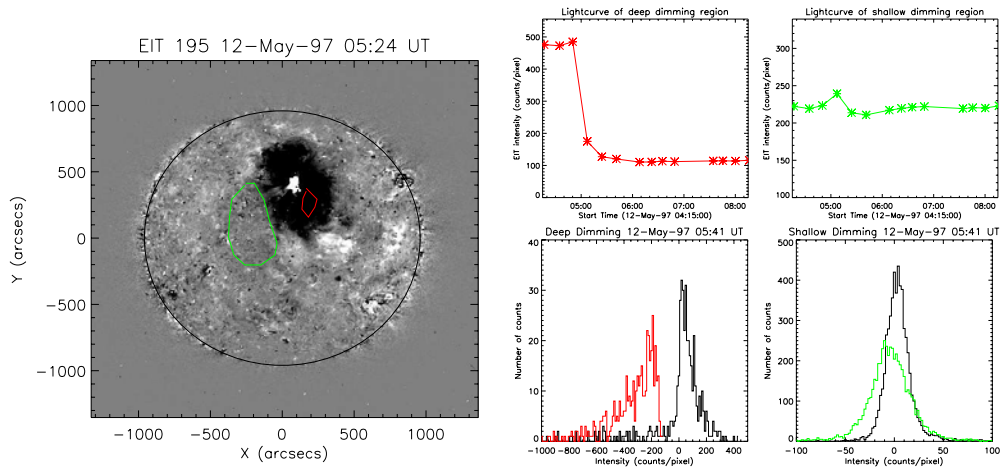 EIT 195 12-May-97 05:24 UT
1000
500
0
-500
-1000
Y (arcsecs)
-1000 -500 0 500 1000
X (arcsecs)
Lightcurve of deep dimming region
500
400
300
200
100
0
EIT intensity (counts/pixel)
05:00 06:00 07:00 08:00
Start Time (12-May-97 04:15:00)
Lightcurve of shallow dimming region
300
250
200
150
100
EIT intensity (counts/pixel)
05:00 06:00 07:00 08:00
Start Time (12-May-97 04:15:00)
Deep Dimming 12-May-97 05:41 UT
40
30
20
10
0
Number of counts
-1000 -800 -600 -400 -200 0 200 400
Intensity (counts/pixel)
Shallow Dimming 12-May-97 05:41 UT
500
400
300
200
100
0
Number of counts
-100 -50 0 50 100
Intensity (counts/pixel)